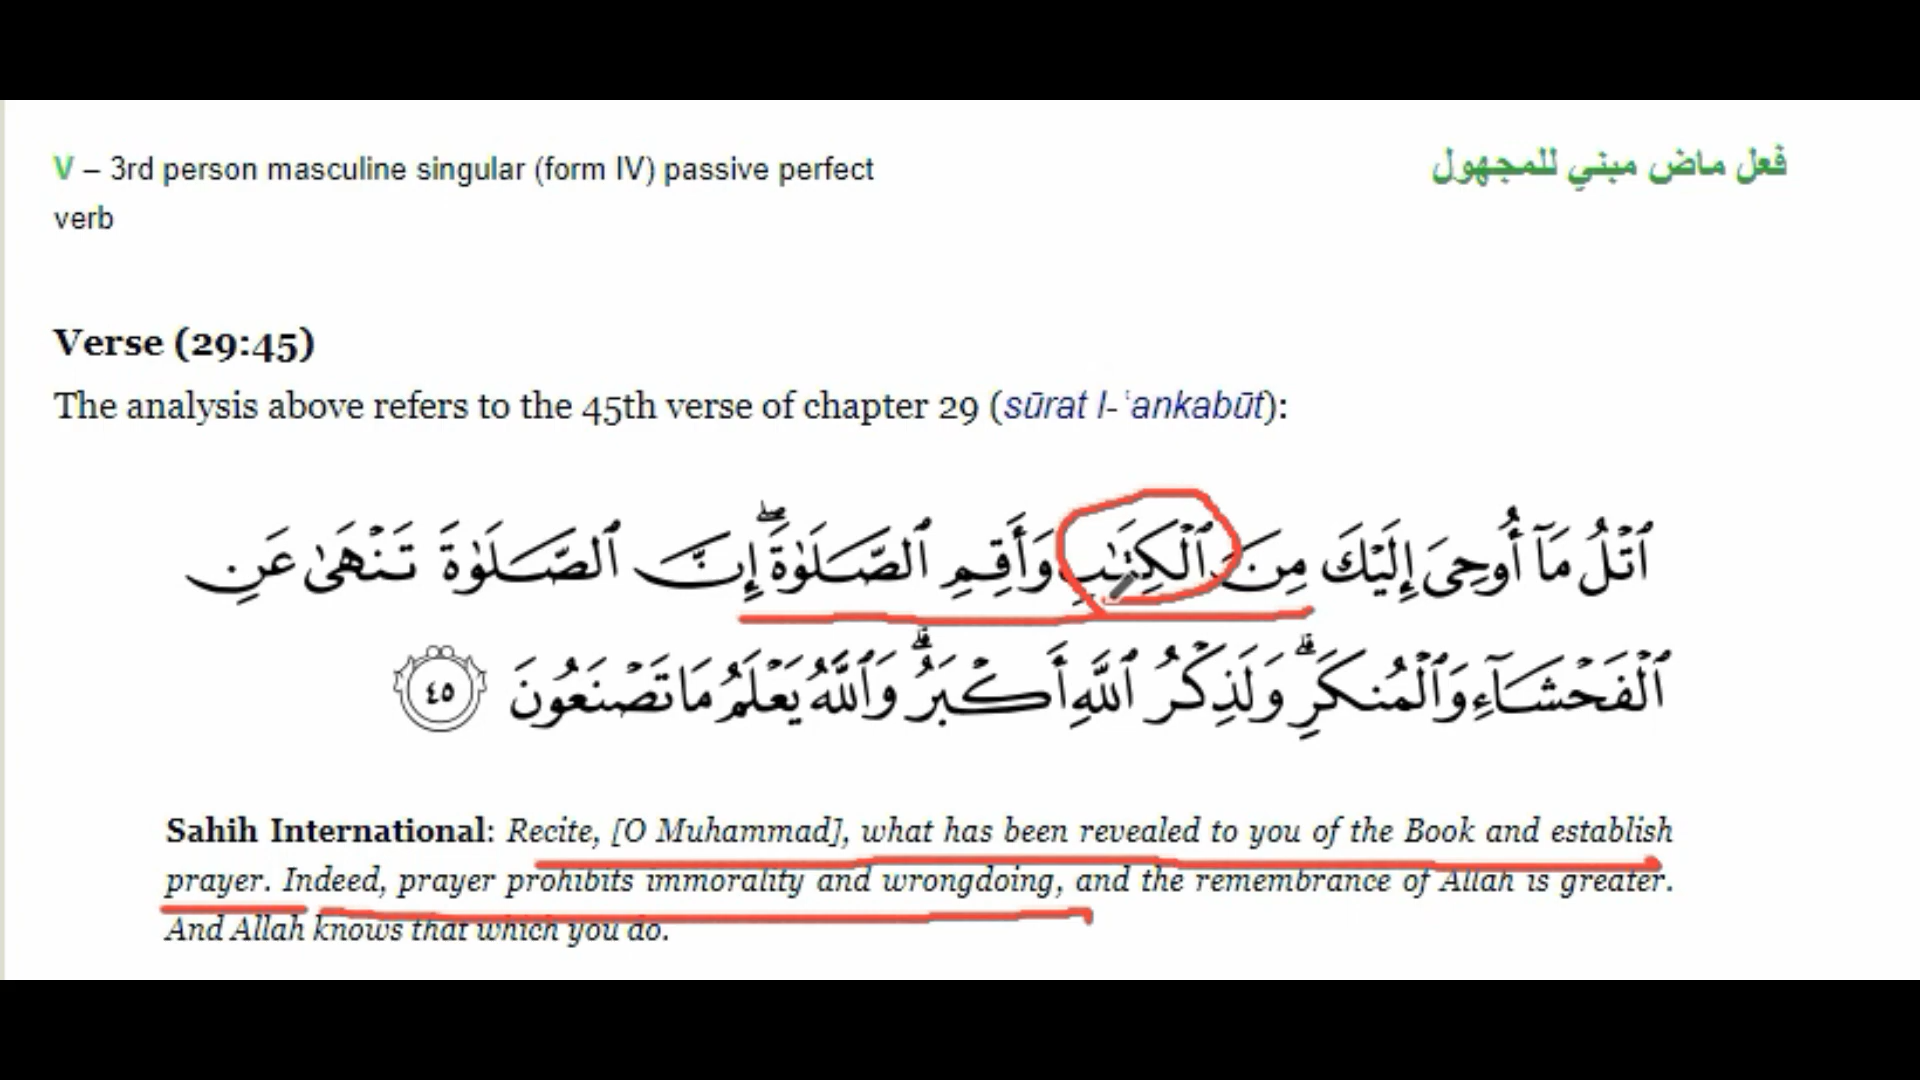 V – 3rd person masculine singular (form IV) passive perfect
verb
فعل ماض مبني للمجهول
Verse (29:45)
The analysis above refers to the 45th verse of chapter 29 (sūrat l-ʿankabūt):
ٱتْلُ مَآ أُوحِىَ إِلَيْكَ مِنَ ٱلْكِتَٰبِ وَأَقِمِ ٱلصَّلَوٰةَ ۖ إِنَّ ٱلصَّلَوٰةَ تَنْهَىٰ عَنِ
ٱلْفَحْشَآءِ وَٱلْمُنكَرِ ۗ وَلَذِكْرُ ٱللَّهِ أَكْبَرُ ۗ وَٱللَّهُ يَعْلَمُ مَا تَصْنَعُونَ ٤٥
Sahih International: Recite, [O Muhammad], what has been revealed to you of the Book and establish
prayer. Indeed, prayer prohibits immorality and wrongdoing, and the remembrance of Allah is greater.
And Allah knows that which you do.